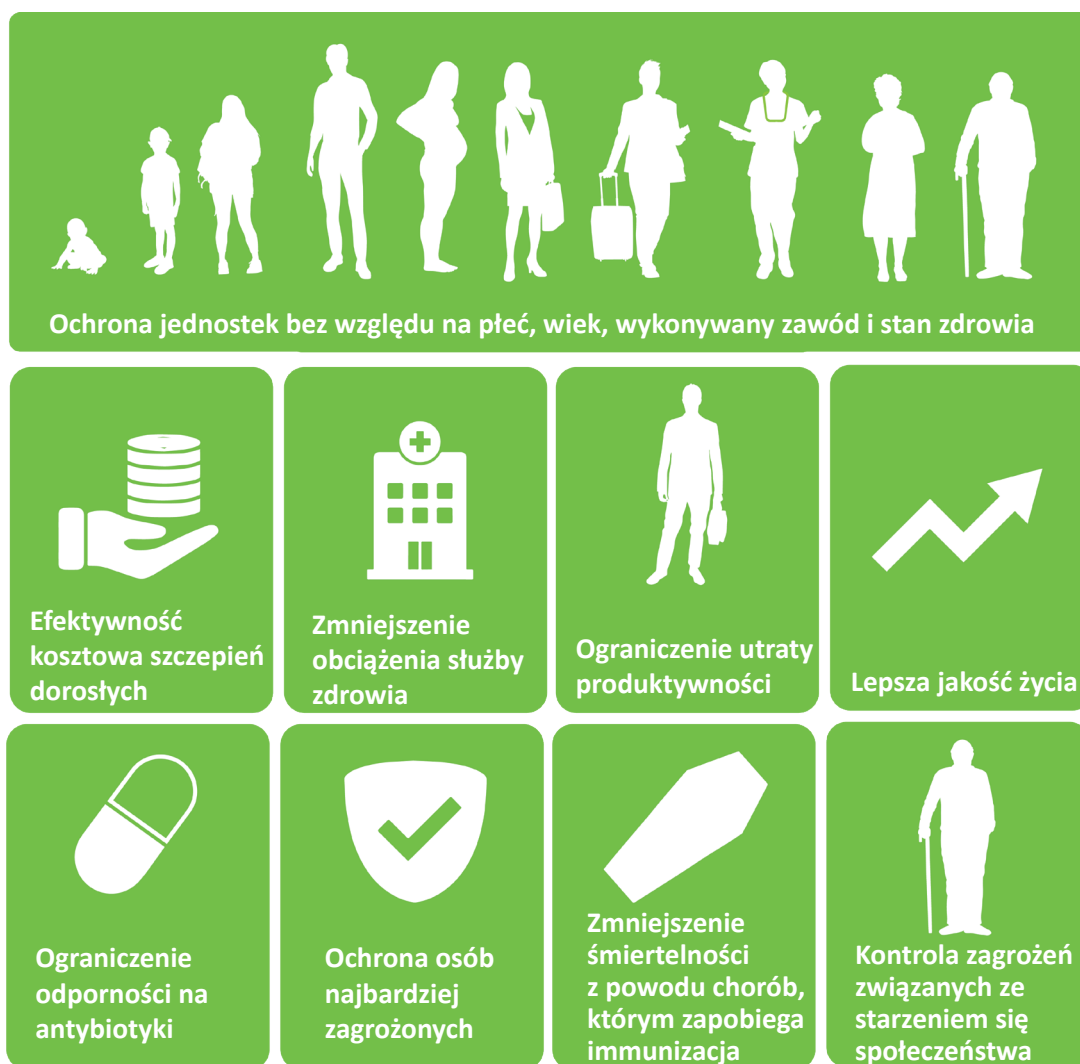 Ochrona jednostek bez względu na płeć, wiek, wykonywany zawód i stan zdrowia
Efektywność
kosztowa szczepień
dorosłych
Zmniejszenie
obciążenia służby
zdrowia
Ograniczenie utraty
produktywności
Lepsza jakość życia
Ograniczenie
odporności na
antybiotyki
Ochrona osób
najbardziej
zagrożonych
Zmniejszenie
śmiertelności
z powodu chorób,
którym zapobiega
immunizacja
Kontrola zagrożeń
związanych ze
starzeniem się
społeczeństwa